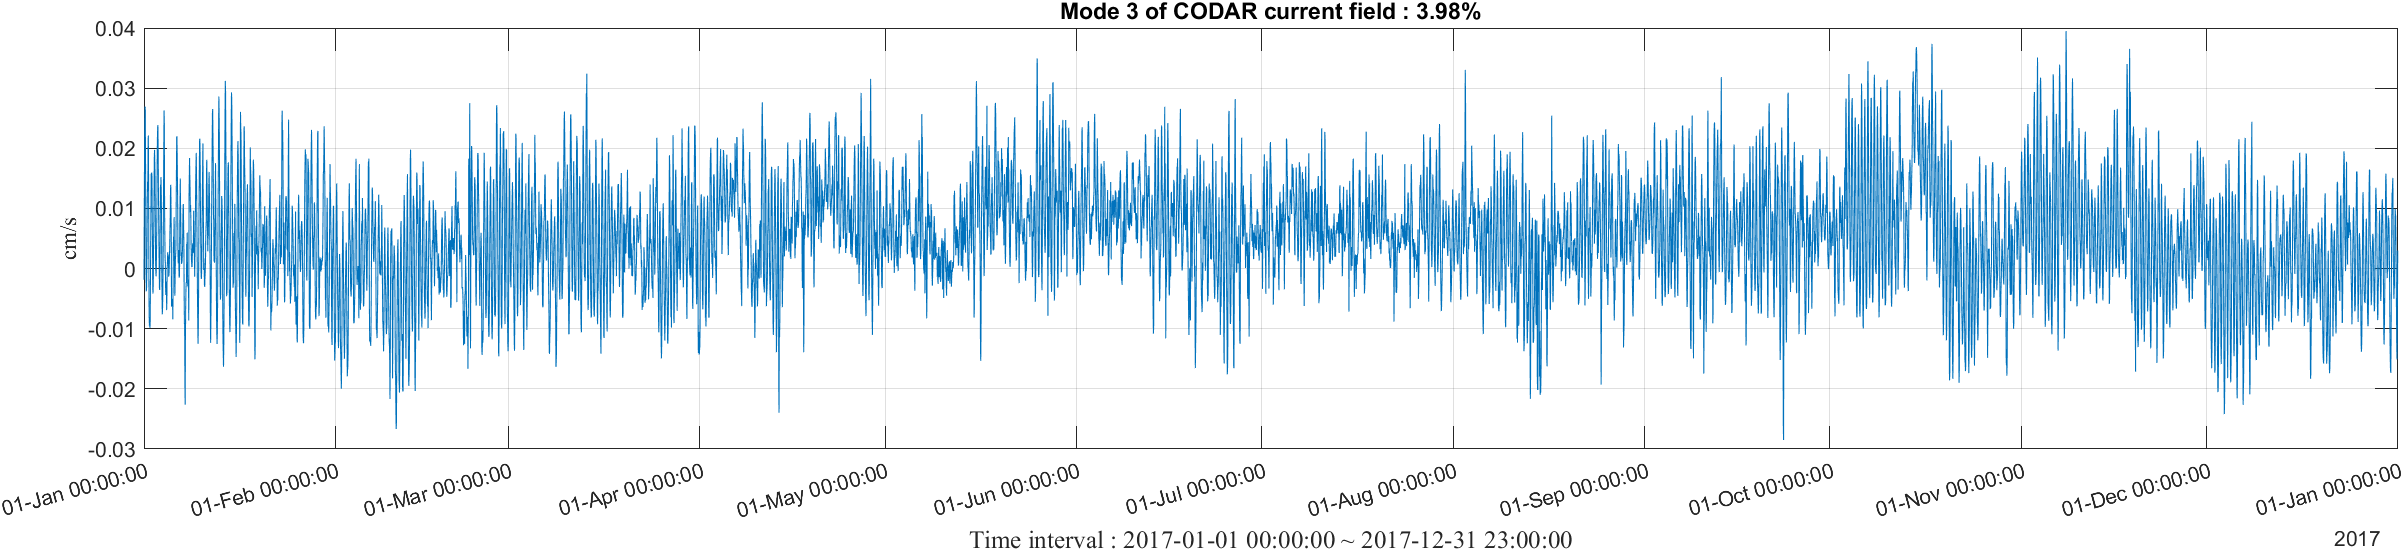 Mode 3 of CODAR current field : 3.98%
cm/s
0.04
0.03
0.02
0.01
0
-0.01
-0.02
-0.03
01-Jan 00:00:00
01-Feb 00:00:00
01-Mar 00:00:00
01-Apr 00:00:00
01-May 00:00:00
01-Jun 00:00:00
01-Jul 00:00:00
01-Aug 00:00:00
01-Sep 00:00:00
01-Oct 00:00:00
01-Nov 00:00:00
01-Dec 00:00:00
01-Jan 00:00:00
Time interval : 2017-01-01 00:00:00 ~ 2017-12-31 23:00:00
2017